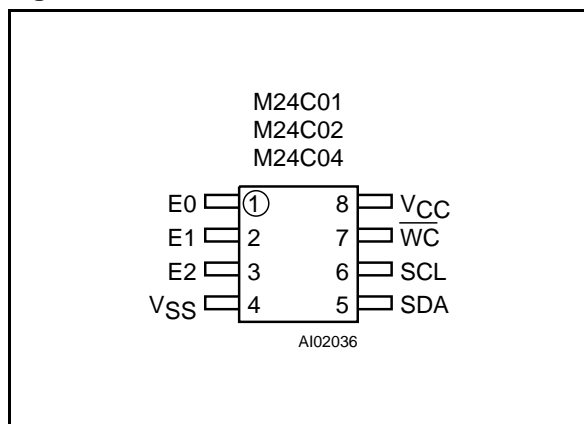 M24C01
M24C02
M24C04
E0 1 8 VCC
E1 2 7 W̅C̅
E2 3 6 SCL
VSS 4 5 SDA
AI02036